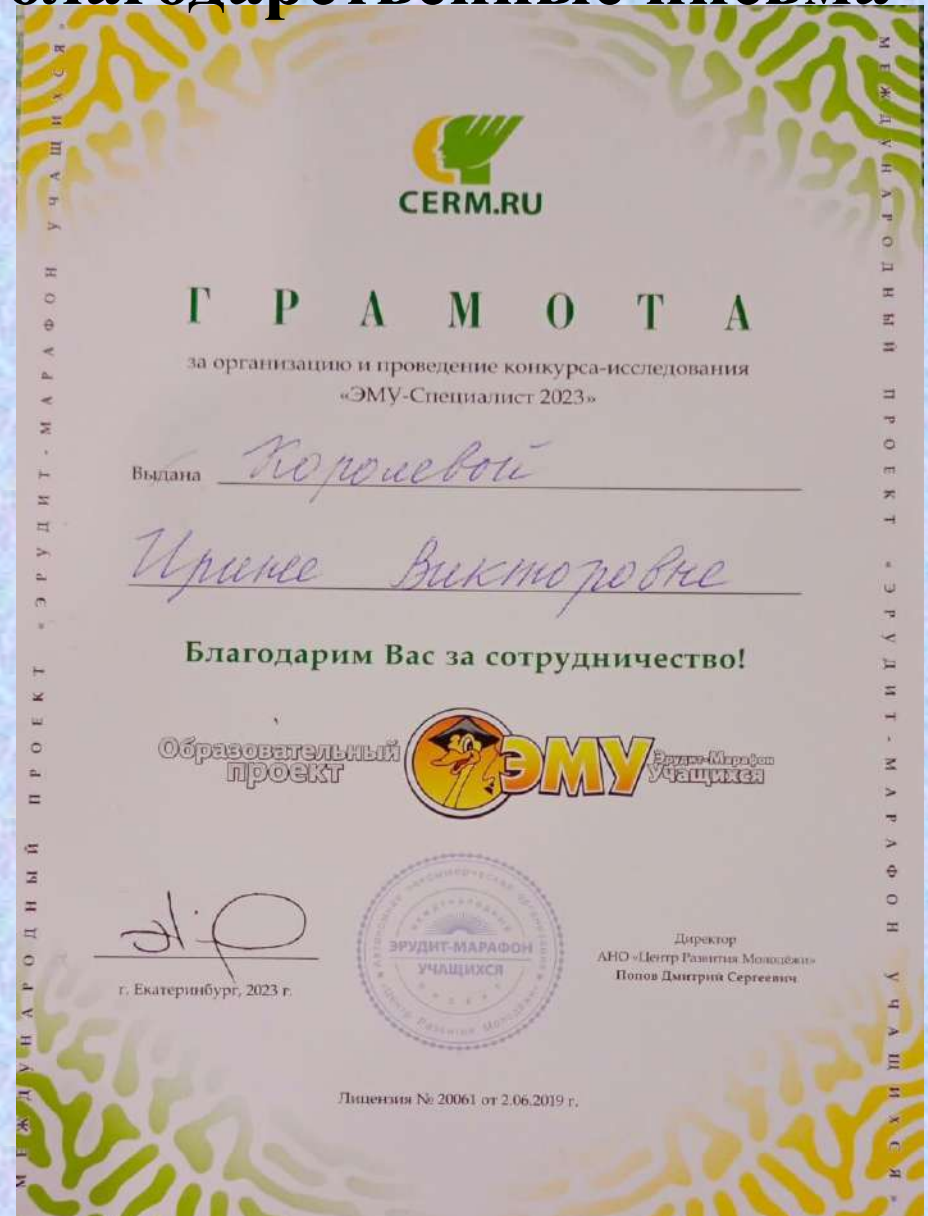 благодарственные письма
CERM.RU
ГРАМОТА
за организацию и проведение конкурса-исследования
«ЭМУ-Специалист 2023»
Выдана Королевой
Ирине Викторовне
Благодарим Вас за сотрудничество!
Образовательный
проект
ЭМУ
Эрудит-Марафон
Учащихся
ЭРУДИТ-МАРАФОН
УЧАЩИХСЯ
г. Екатеринбург, 2023 г.
Директор
АНО «Центр Развития Молодёжи»
Попов Дмитрий Сергеевич
Лицензия № 20061 от 2.06.2019 г.
МЕЖДУНАРОДНЫЙ ПРОЕКТ «ЭРУДИТ-МАРАФОН УЧАЩИХСЯ»
МЕЖДУНАРОДНЫЙ ПРОЕКТ «ЭРУДИТ-МАРАФОН УЧАЩИХСЯ»